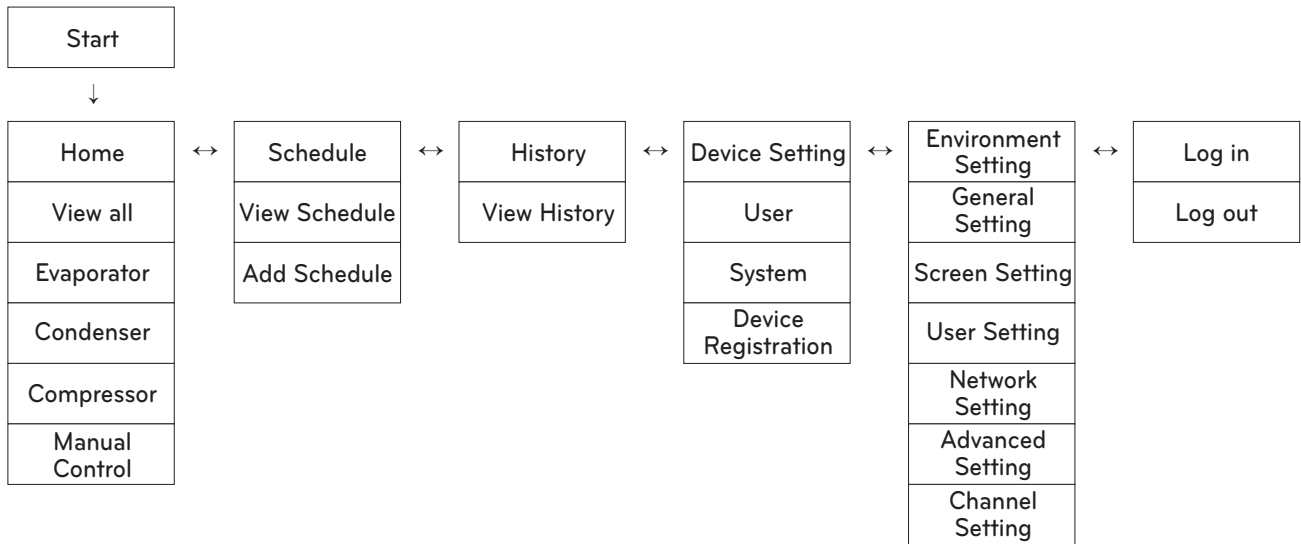 Start
↓
Home ↔ Schedule ↔ History ↔ Device Setting ↔ Environment Setting ↔ Log in
View all
Evaporator
Condenser
Compressor
Manual
Control
View Schedule
Add Schedule
View History
User
System
Device
Registration
General
Setting
Screen Setting
User Setting
Network
Setting
Advanced
Setting
Channel
Setting
Log out